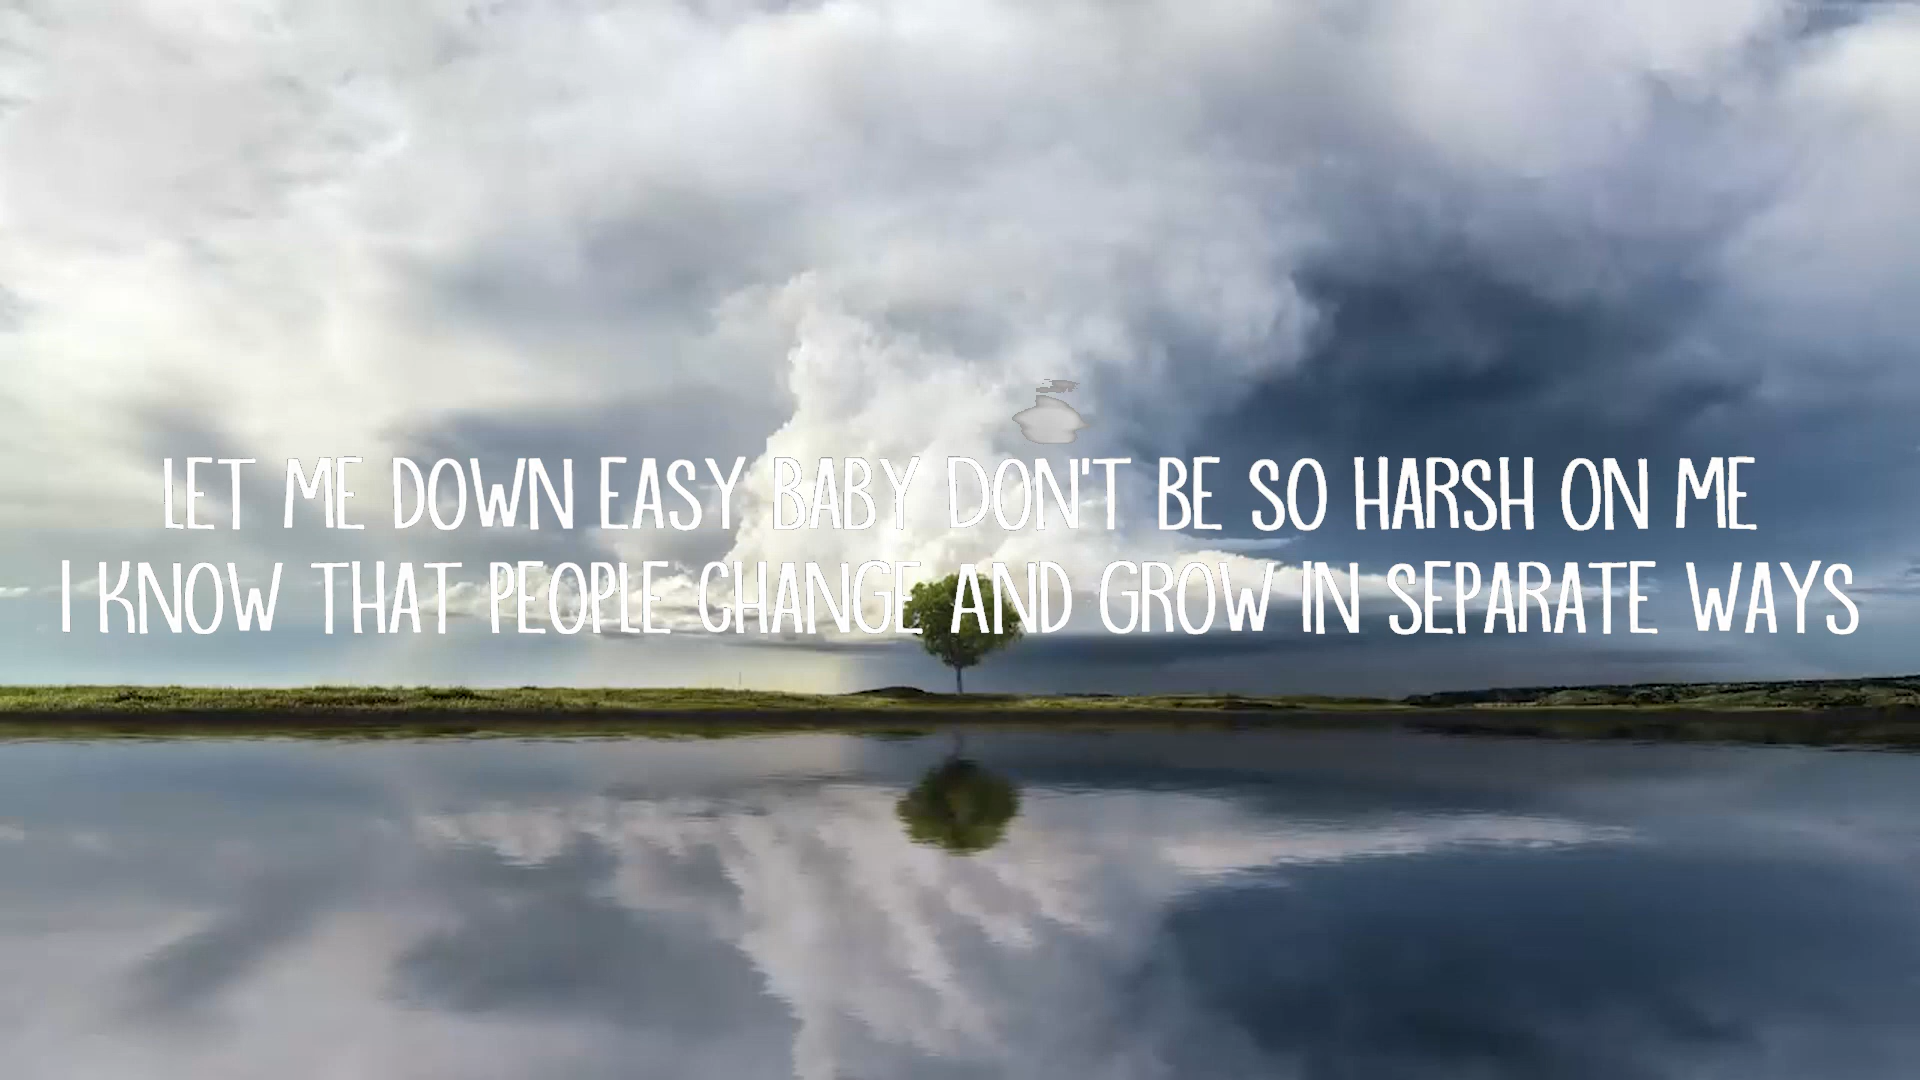 LET ME DOWN EASY BABY DON'T BE SO HARSH ON ME
I KNOW THAT PEOPLE CHANGE AND GROW IN SEPARATE WAYS